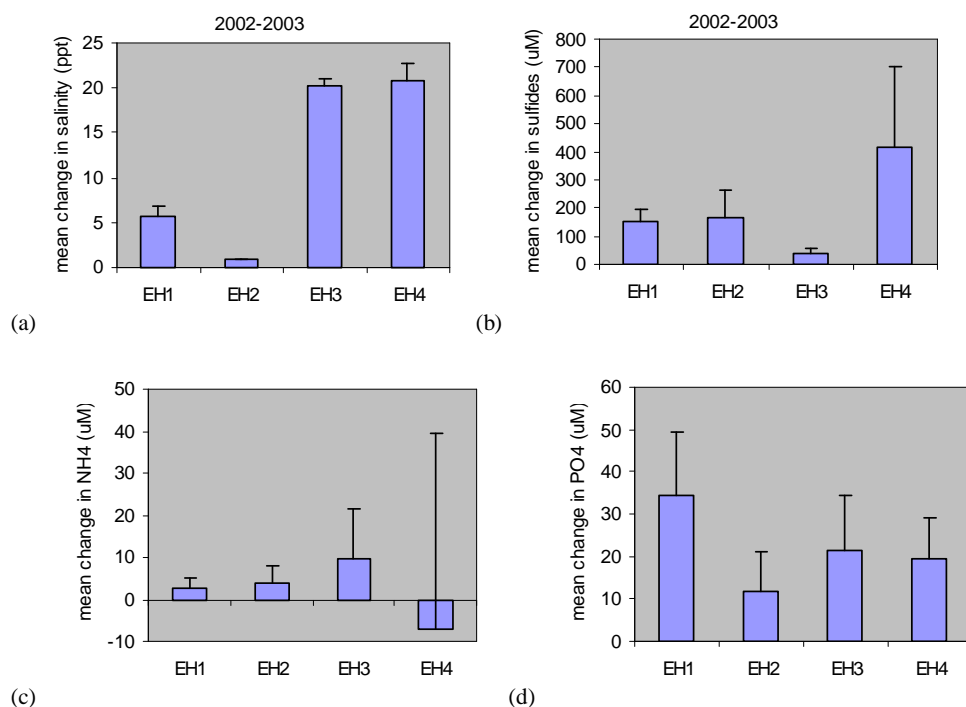 2002-2003
mean change in salinity (ppt)
25
20
15
10
5
0
EH1 EH2 EH3 EH4
(a)
2002-2003
mean change in sulfides (uM)
800
700
600
500
400
300
200
100
0
EH1 EH2 EH3 EH4
(b)
mean change in NH4 (uM)
50
40
30
20
10
0
-10
EH1 EH2 EH3 EH4
(c)
mean change in PO4 (uM)
60
50
40
30
20
10
0
EH1 EH2 EH3 EH4
(d)